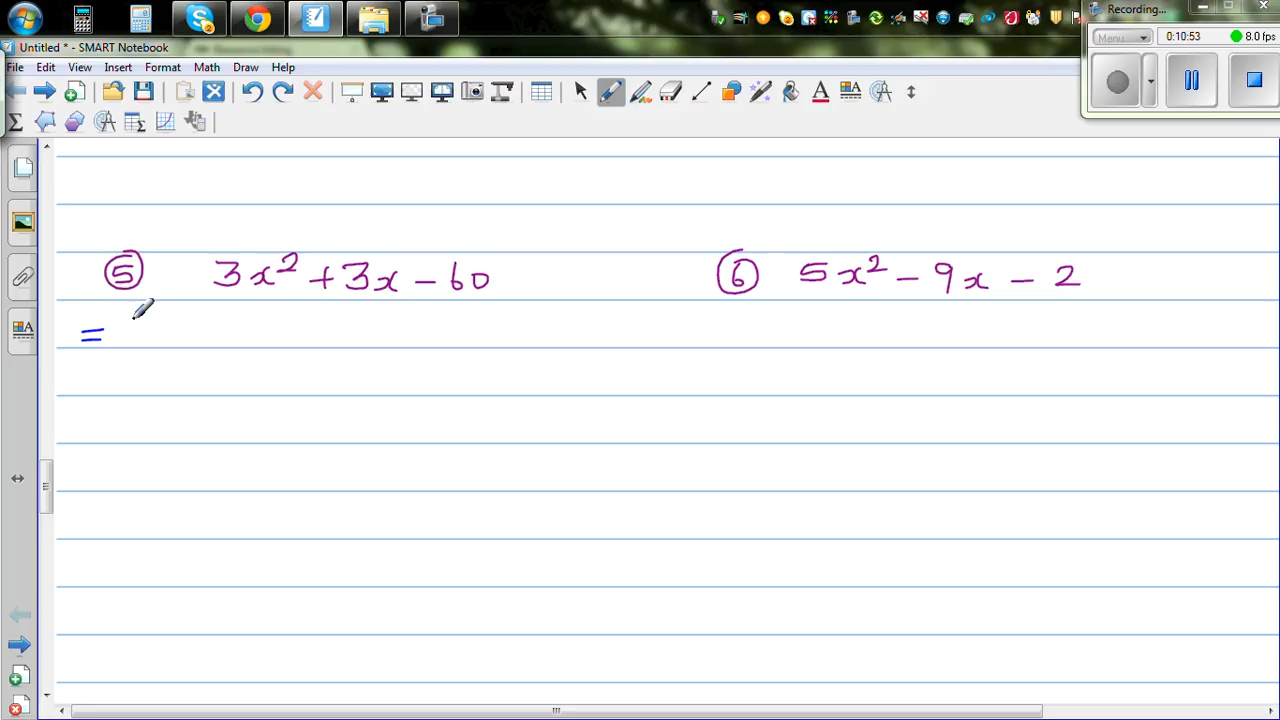 Recording...
Untitled * - SMART Notebook
Menu
0:10:53
8.0 fps
File Edit View Insert Format Math Draw Help
⑤ 3x² + 3x - 60
⑥ 5x² - 9x - 2
=